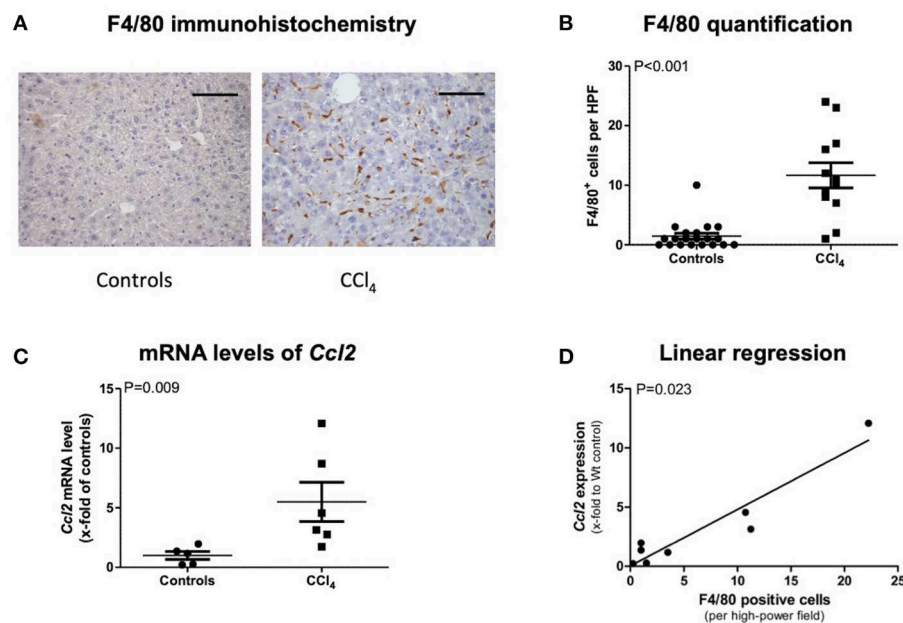 A
F4/80 immunohistochemistry
Controls
CCl4
B
F4/80 quantification
P<0.001
F4/80+ cells per HPF
30
20
10
0
Controls
CCl4
C
mRNA levels of Ccl2
P=0.009
Ccl2 mRNA level
(x-fold of controls)
15
10
5
0
Controls
CCl4
D
Linear regression
P=0.023
Ccl2 expression
(x-fold to Wt control)
15
10
5
0
0
5
10
15
20
25
F4/80 positive cells
(per high-power field)